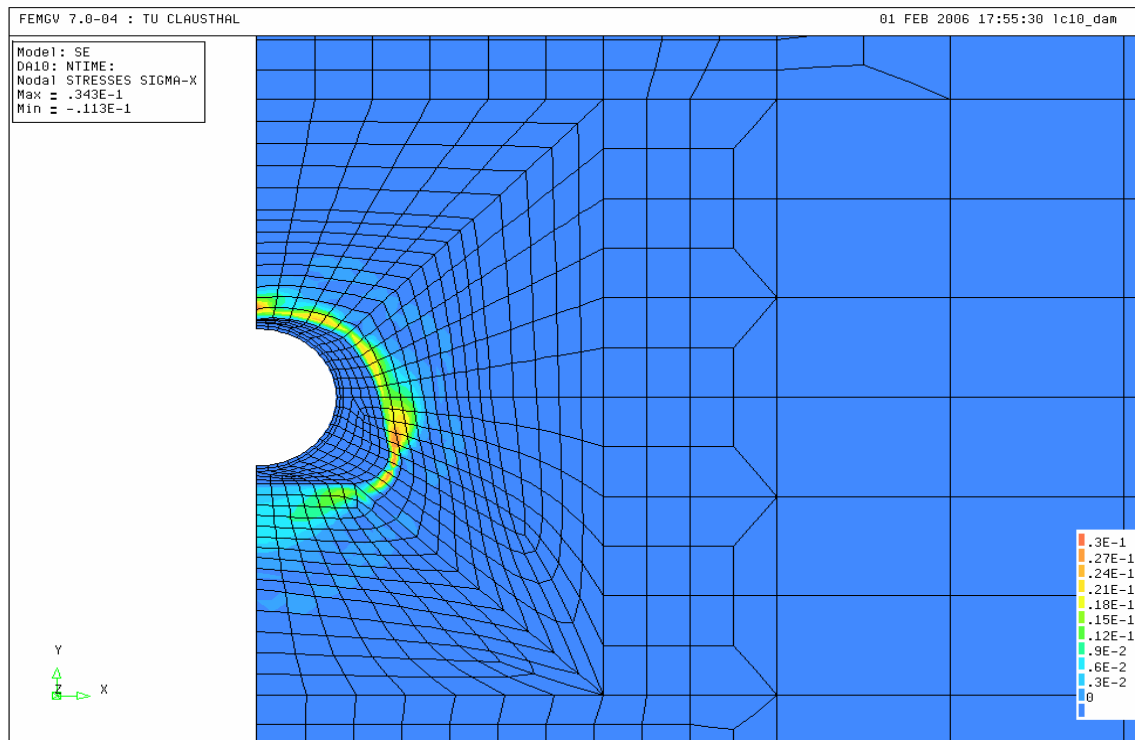 FEMGV 7.0-04 : TU CLAUSTHAL
01 FEB 2006 17:55:30 lc10_dam
Model: SE
DA10: NTIME:
Nodal STRESSES SIGMA-X
Max = .343E-1
Min = -.113E-1
.3E-1
.27E-1
.24E-1
.21E-1
.18E-1
.15E-1
.12E-1
.9E-2
.6E-2
.3E-2
0
Y
Z X